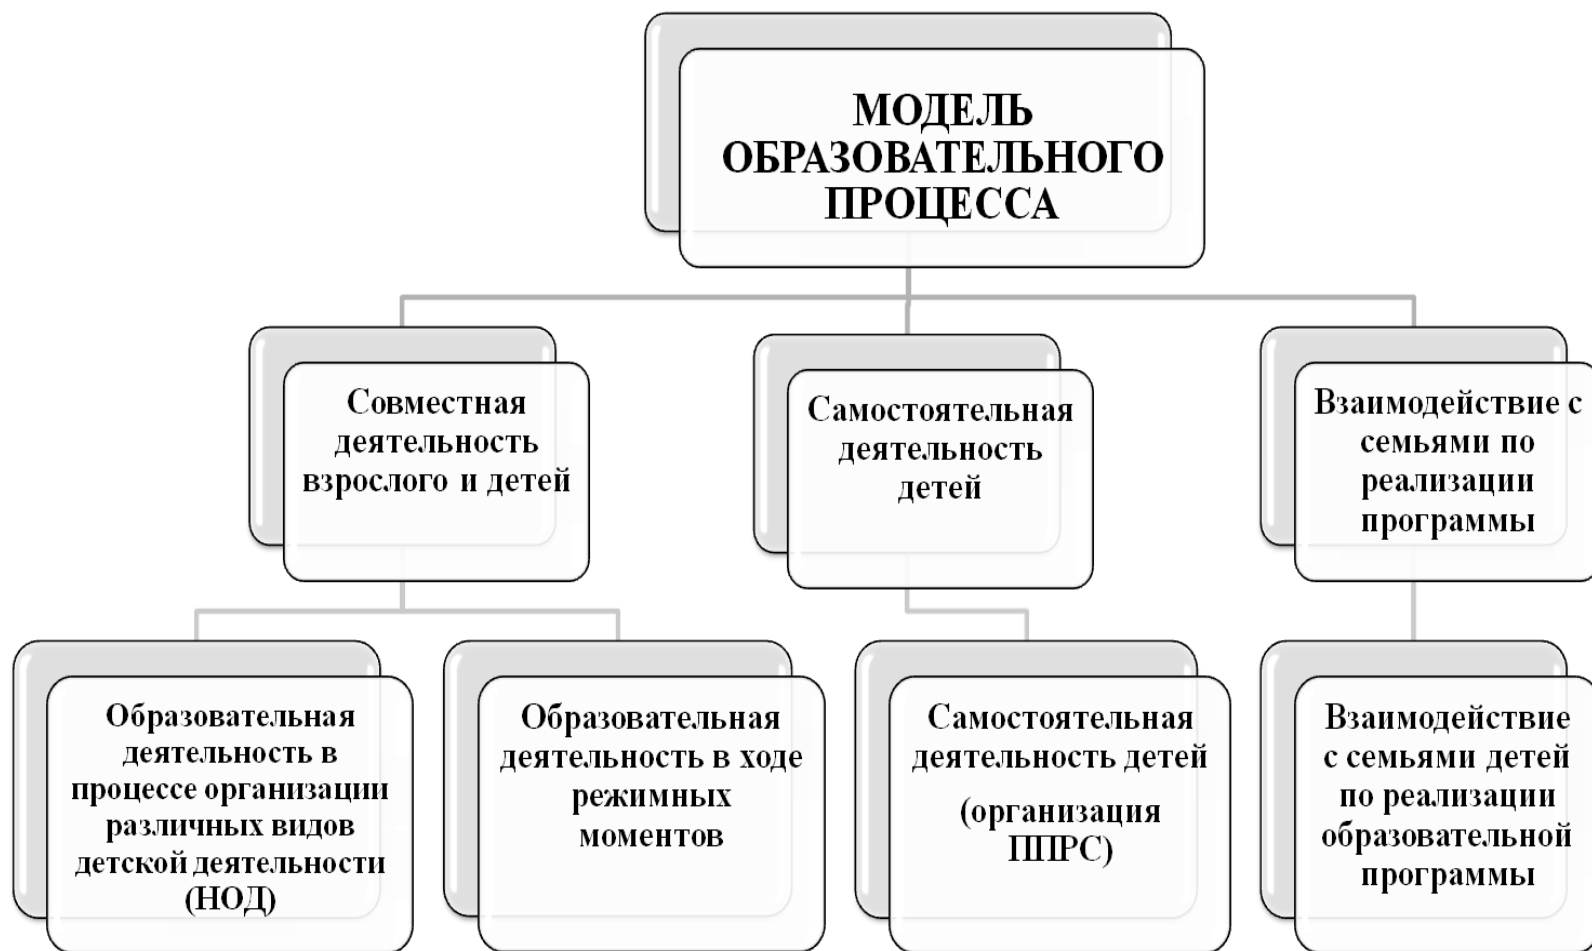 МОДЕЛЬ
ОБРАЗОВАТЕЛЬНОГО
ПРОЦЕССА
Совместная
деятельность
взрослого и детей
Самостоятельная
деятельность
детей
Взаимодействие с
семьями по
реализации
программы
Образовательная
деятельность в
процессе организации
различных видов
детской деятельности
(НОД)
Образовательная
деятельность в ходе
режимных
моментов
Самостоятельная
деятельность детей
(организация
ППРС)
Взаимодействие
с семьями детей
по реализации
образовательной
программы